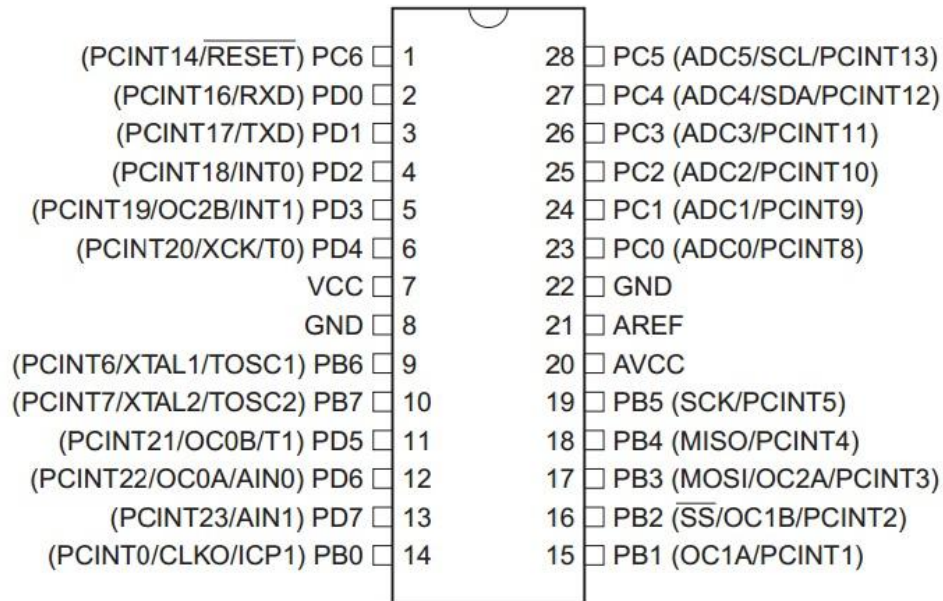 (PCINT14/RESET) PC6 1 28 PC5 (ADC5/SCL/PCINT13)
(PCINT16/RXD) PD0 2 27 PC4 (ADC4/SDA/PCINT12)
(PCINT17/TXD) PD1 3 26 PC3 (ADC3/PCINT11)
(PCINT18/INT0) PD2 4 25 PC2 (ADC2/PCINT10)
(PCINT19/OC2B/INT1) PD3 5 24 PC1 (ADC1/PCINT9)
(PCINT20/XCK/T0) PD4 6 23 PC0 (ADC0/PCINT8)
VCC 7 22 GND
GND 8 21 AREF
(PCINT6/XTAL1/TOSC1) PB6 9 20 AVCC
(PCINT7/XTAL2/TOSC2) PB7 10 19 PB5 (SCK/PCINT5)
(PCINT21/OC0B/T1) PD5 11 18 PB4 (MISO/PCINT4)
(PCINT22/OC0A/AIN0) PD6 12 17 PB3 (MOSI/OC2A/PCINT3)
(PCINT23/AIN1) PD7 13 16 PB2 (SS/OC1B/PCINT2)
(PCINT0/CLKO/ICP1) PB0 14 15 PB1 (OC1A/PCINT1)